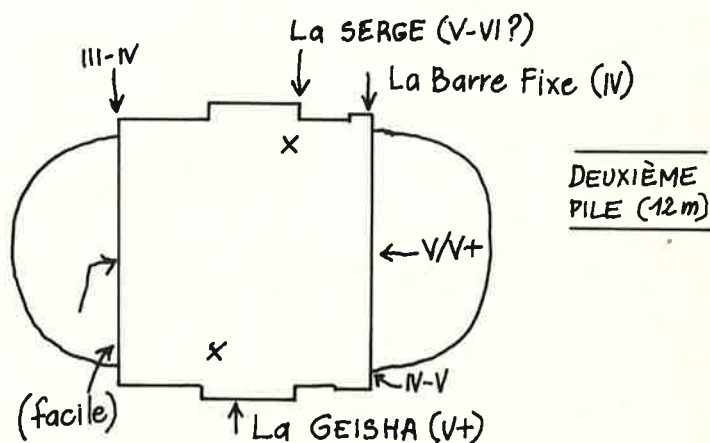 La SERGE (V-VI?)
III-IV
La Barre Fixe (IV)
x
DEUXIÈME
PILE (12m)
V/V+
x
IV-V
(facile)
La GEISHA (V+)